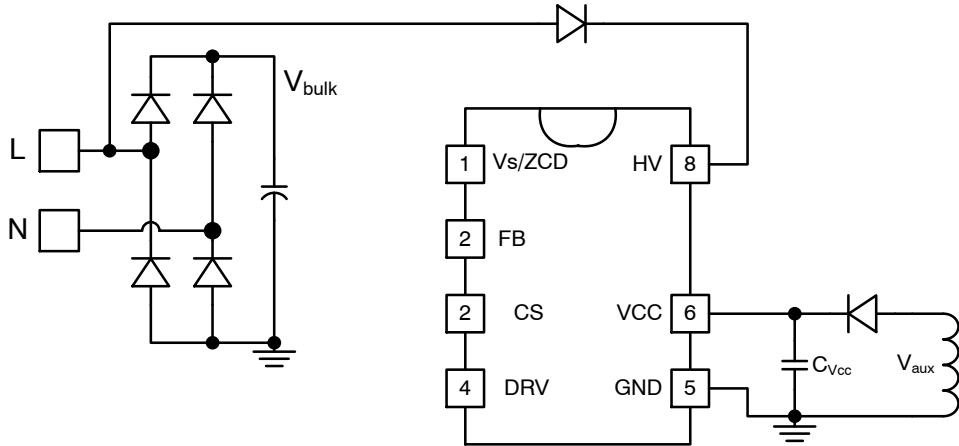 V_bulk
L
N
1 Vs/ZCD HV 8
2 FB
2 CS VCC 6
4 DRV GND 5
C_Vcc
V_aux